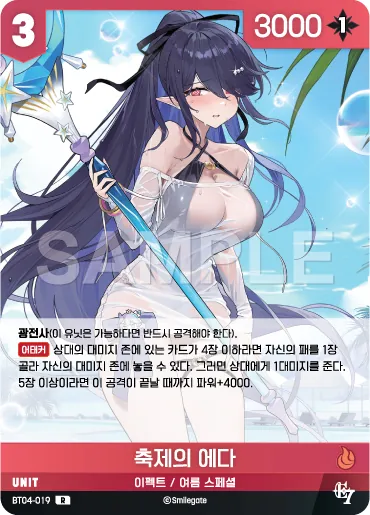 3
3000 1
SAMPLE
광전사(이 유닛은 가능하다면 반드시 공격해야 한다).
어태커 상대의 대미지 존에 있는 카드가 4장 이하라면 자신의 패를 1장
골라 자신의 대미지 존에 놓을 수 있다. 그러면 상대에게 1대미지를 준다.
5장 이상이라면 이 공격이 끝날 때까지 파워+4000.
축제의 에다
UNIT
이펙트 / 여름 스페셜
BT04-019 R
©Smilegate
E7